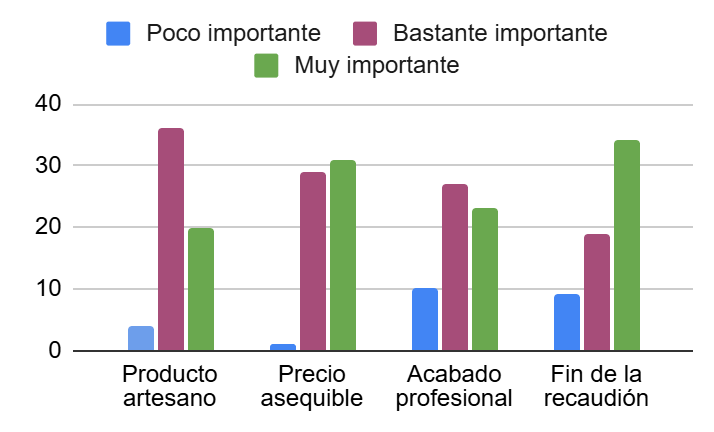 Poco importante
Bastante importante
Muy importante
40
30
20
10
0
Producto
artesano
Precio
asequible
Acabado
profesional
Fin de la
recaudión